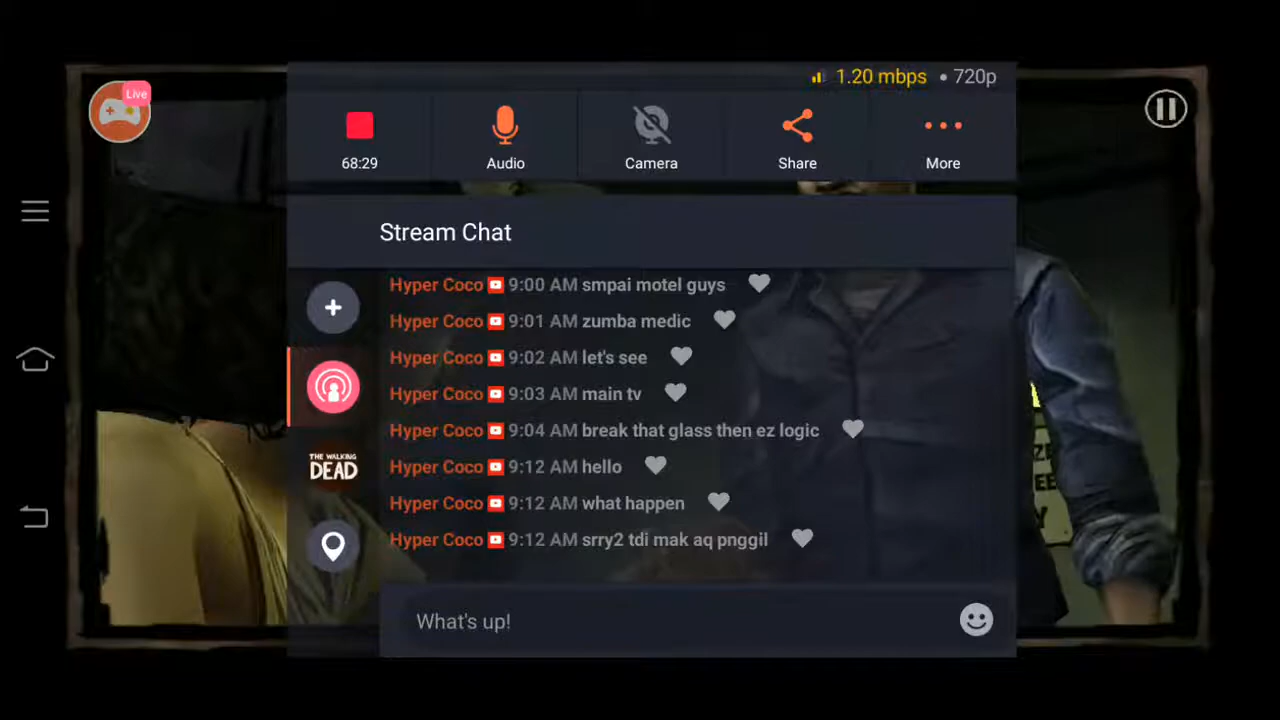 1.20 mbps • 720p
Live
68:29
Audio
Camera
Share
More
Stream Chat
Hyper Coco 9:00 AM smpai motel guys
Hyper Coco 9:01 AM zumba medic
Hyper Coco 9:02 AM let's see
Hyper Coco 9:03 AM main tv
Hyper Coco 9:04 AM break that glass then ez logic
Hyper Coco 9:12 AM hello
Hyper Coco 9:12 AM what happen
Hyper Coco 9:12 AM srry2 tdi mak aq pnggil
THE WALKING
DEAD
What's up!